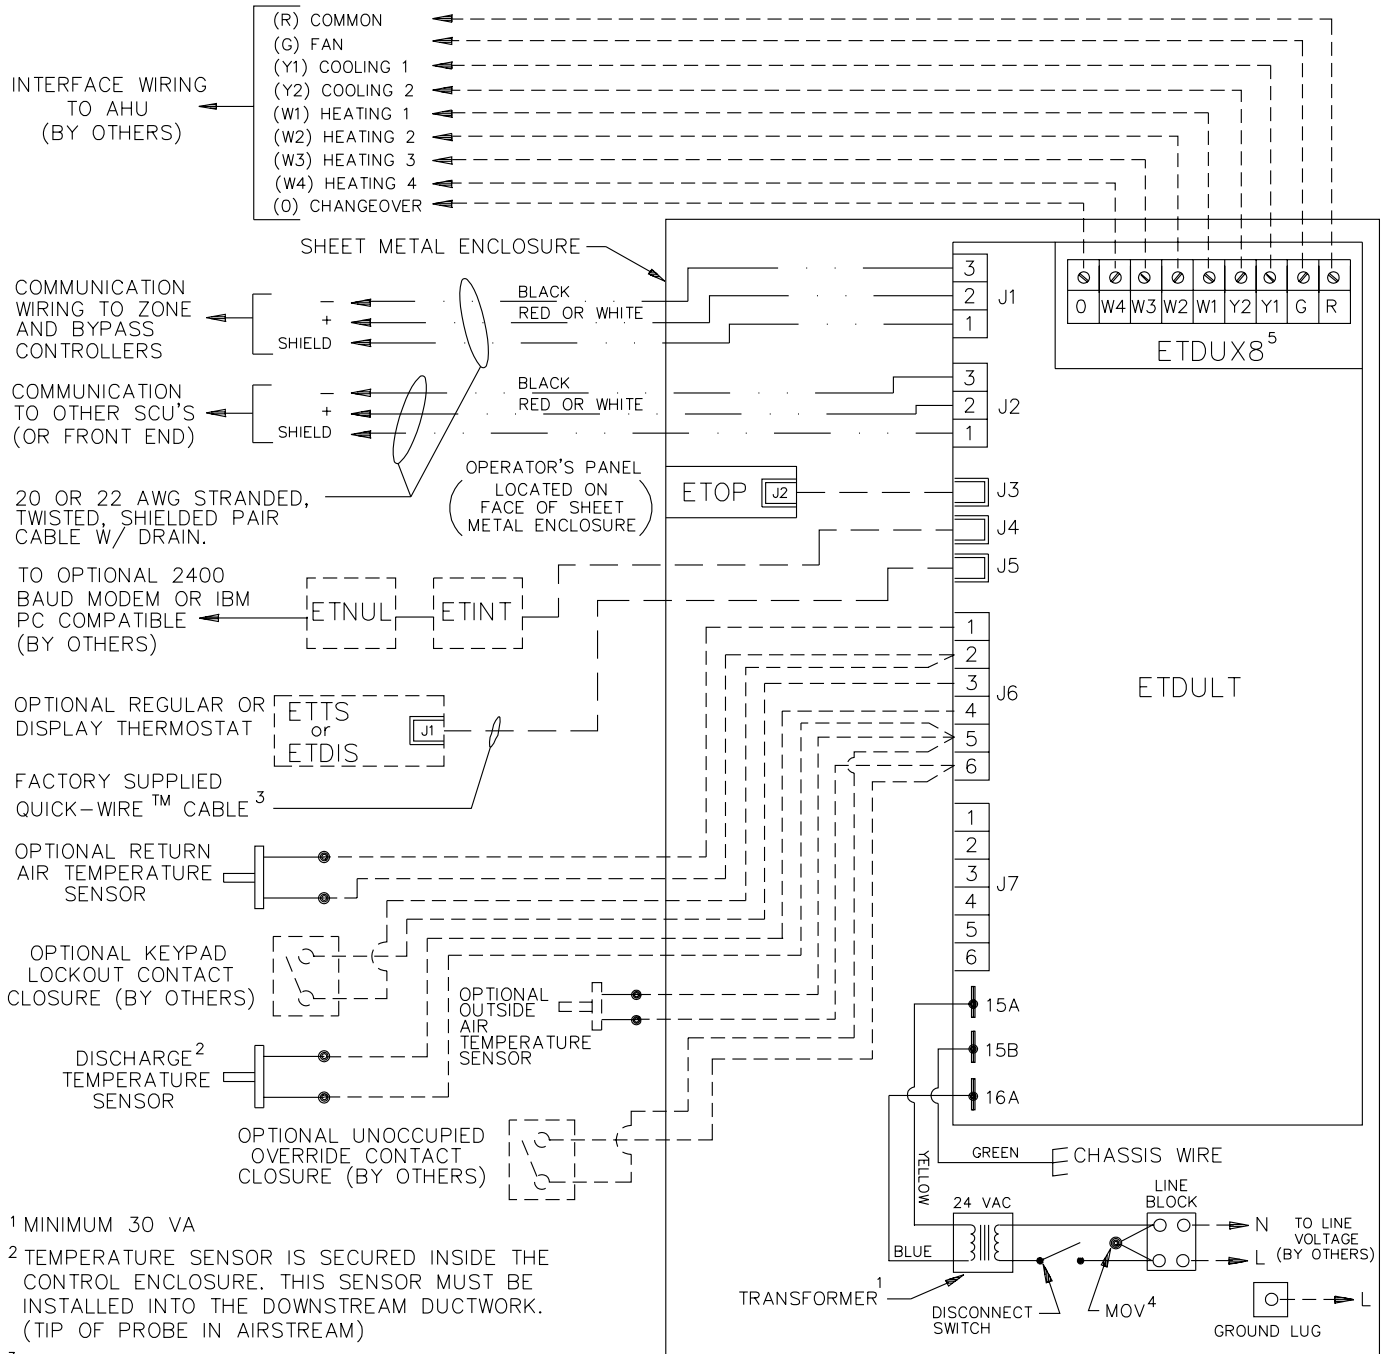 (R) COMMON
(G) FAN
(Y1) COOLING 1
(Y2) COOLING 2
(W1) HEATING 1
(W2) HEATING 2
(W3) HEATING 3
(W4) HEATING 4
(0) CHANGEOVER
INTERFACE WIRING
TO AHU
(BY OTHERS)
SHEET METAL ENCLOSURE
0 W4 W3 W2 W1 Y2 Y1 G R
ETDUX8⁵
COMMUNICATION
WIRING TO ZONE
AND BYPASS
CONTROLLERS
–
+
SHIELD
BLACK
RED OR WHITE
3
2
1
J1
COMMUNICATION
TO OTHER SCU'S
(OR FRONT END)
–
+
SHIELD
BLACK
RED OR WHITE
3
2
1
J2
20 OR 22 AWG STRANDED,
TWISTED, SHIELDED PAIR
CABLE W/ DRAIN.
OPERATOR'S PANEL
(LOCATED ON
FACE OF SHEET
METAL ENCLOSURE)
ETOP
J2
J3
J4
J5
TO OPTIONAL 2400
BAUD MODEM OR IBM
PC COMPATIBLE
(BY OTHERS)
ETNUL
ETINT
1
2
3
4
5
6
J6
ETDULT
OPTIONAL REGULAR OR
DISPLAY THERMOSTAT
ETTS
or
ETDIS
J1
FACTORY SUPPLIED
QUICK–WIRE™ CABLE³
1
2
3
4
5
6
J7
OPTIONAL RETURN
AIR TEMPERATURE
SENSOR
OPTIONAL KEYPAD
LOCKOUT CONTACT
CLOSURE (BY OTHERS)
OPTIONAL
OUTSIDE
AIR
TEMPERATURE
SENSOR
15A
15B
16A
DISCHARGE²
TEMPERATURE
SENSOR
OPTIONAL UNOCCUPIED
OVERRIDE CONTACT
CLOSURE (BY OTHERS)
GREEN
CHASSIS WIRE
YELLOW
BLUE
24 VAC
LINE
BLOCK
N
L
TO LINE
VOLTAGE
(BY OTHERS)
TRANSFORMER¹
DISCONNECT
SWITCH
MOV⁴
L
GROUND LUG
¹ MINIMUM 30 VA
² TEMPERATURE SENSOR IS SECURED INSIDE THE
CONTROL ENCLOSURE. THIS SENSOR MUST BE
INSTALLED INTO THE DOWNSTREAM DUCTWORK.
(TIP OF PROBE IN AIRSTREAM)